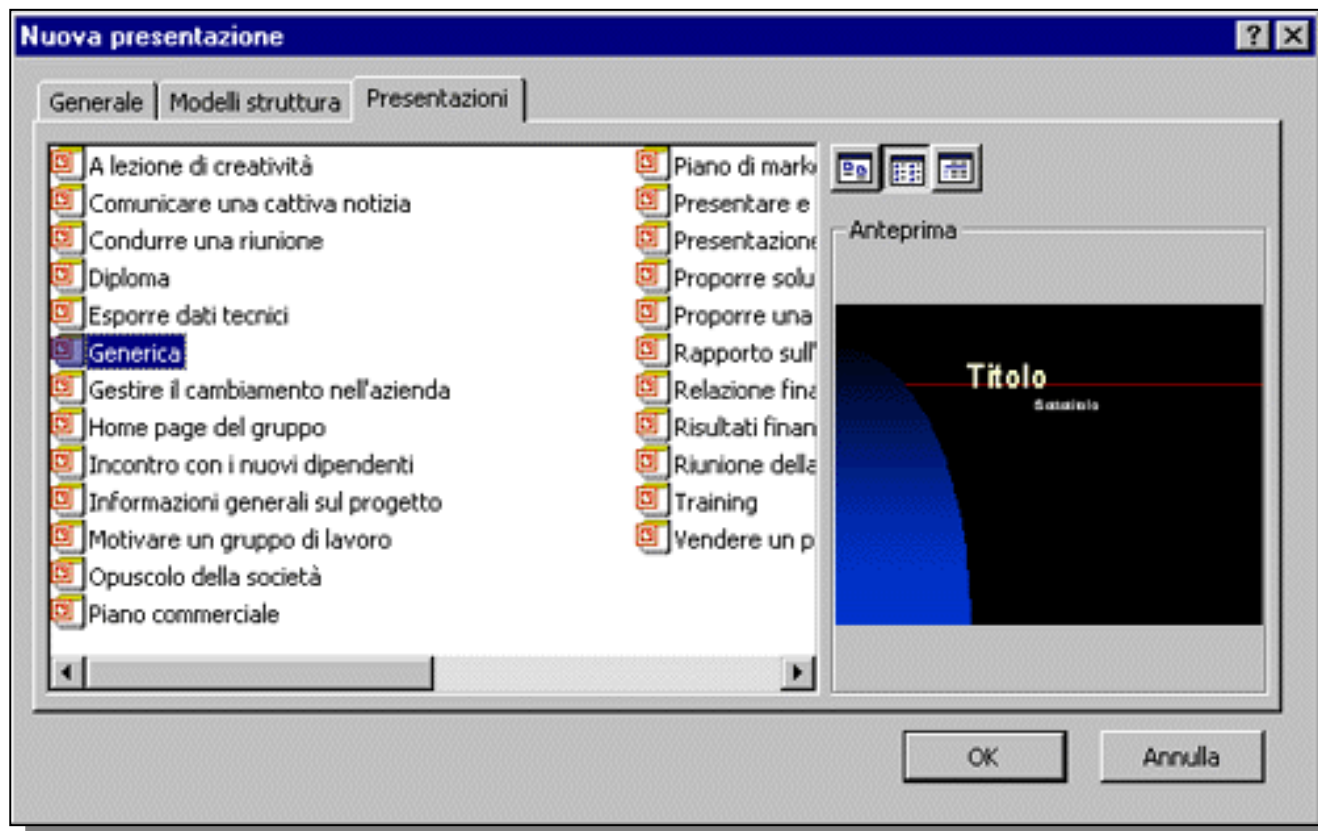 Nuova presentazione
Generale
Modelli struttura
Presentazioni
A lezione di creatività
Comunicare una cattiva notizia
Condurre una riunione
Diploma
Esporre dati tecnici
Generica
Gestire il cambiamento nell'azienda
Home page del gruppo
Incontro con i nuovi dipendenti
Informazioni generali sul progetto
Motivare un gruppo di lavoro
Opuscolo della società
Piano commerciale
Piano di mark
Presentare e
Presentazione
Proporre solu
Proporre una
Rapporto sull'
Relazione fina
Risultati finan
Riunione della
Training
Vendere un p
Anteprima
Titolo
OK
Annulla